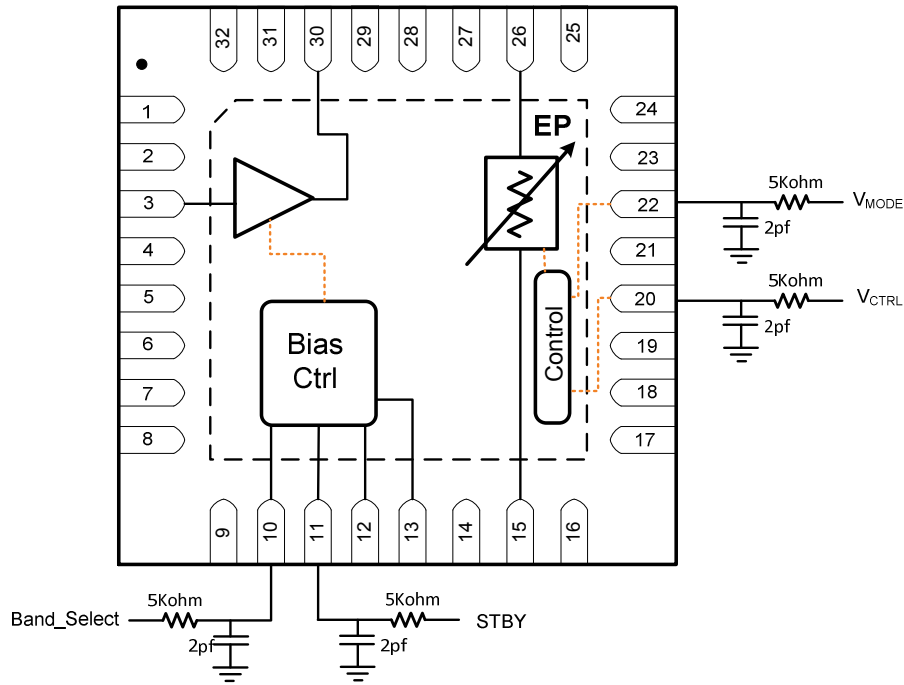 32
31
30
29
28
27
26
25
1
2
3
4
5
6
7
8
EP
24
23
22
21
20
19
18
17
5Kohm
VMODE
2pf
5Kohm
VCTRL
2pf
Bias
Ctrl
Control
9
10
11
12
13
14
15
16
Band_Select
5Kohm
2pf
5Kohm
STBY
2pf